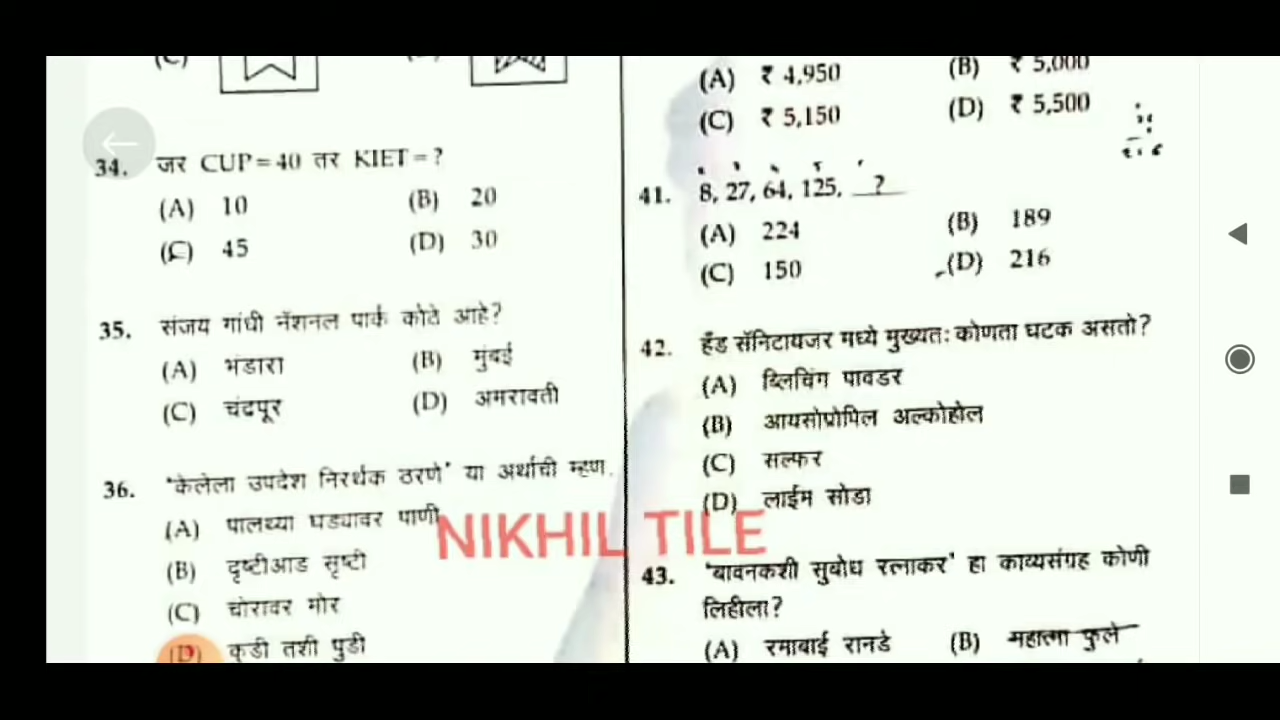 34. जर CUP = 40 तर KIET = ?
(A) 10 (B) 20
(C) 45 (D) 30
35. संजय गांधी नॅशनल पार्क कोठे आहे?
(A) भंडारा (B) मुंबई
(C) चंद्रपूर (D) अमरावती
36. 'केलेला उपदेश निरर्थक ठरणे' या अर्थाची म्हण.
(A) पालथ्या घड्यावर पाणी
(B) दृष्टीआड सृष्टी
(C) चोरावर मोर
(D) कुडी तशी पुडी
(A) ₹ 4,950 (B) ₹ 5,000
(C) ₹ 5,150 (D) ₹ 5,500
41. 8, 27, 64, 125, __?__
(A) 224 (B) 189
(C) 150 (D) 216
42. हँड सॅनिटायजर मध्ये मुख्यतः कोणता घटक असतो?
(A) ब्लिचिंग पावडर
(B) आयसोप्रोपिल अल्कोहोल
(C) सल्फर
(D) लाईम सोडा
43. 'बावनकशी सुबोध रत्नाकर' हा काव्यसंग्रह कोणी
लिहीला?
(A) रमाबाई रानडे (B) महात्मा फुले
NIKHIL TILE